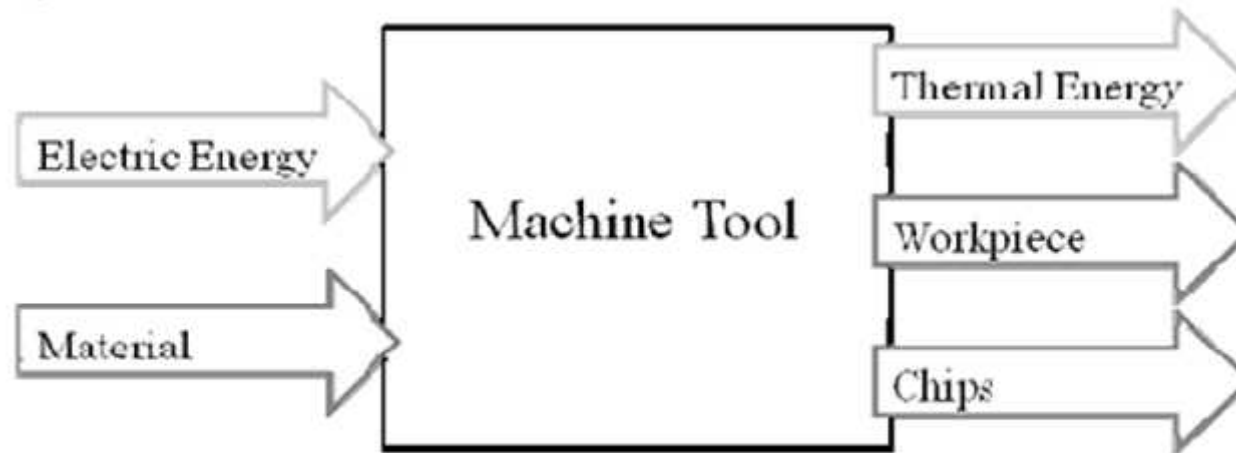 Electric Energy
Material
Machine Tool
Thermal Energy
Workpiece
Chips